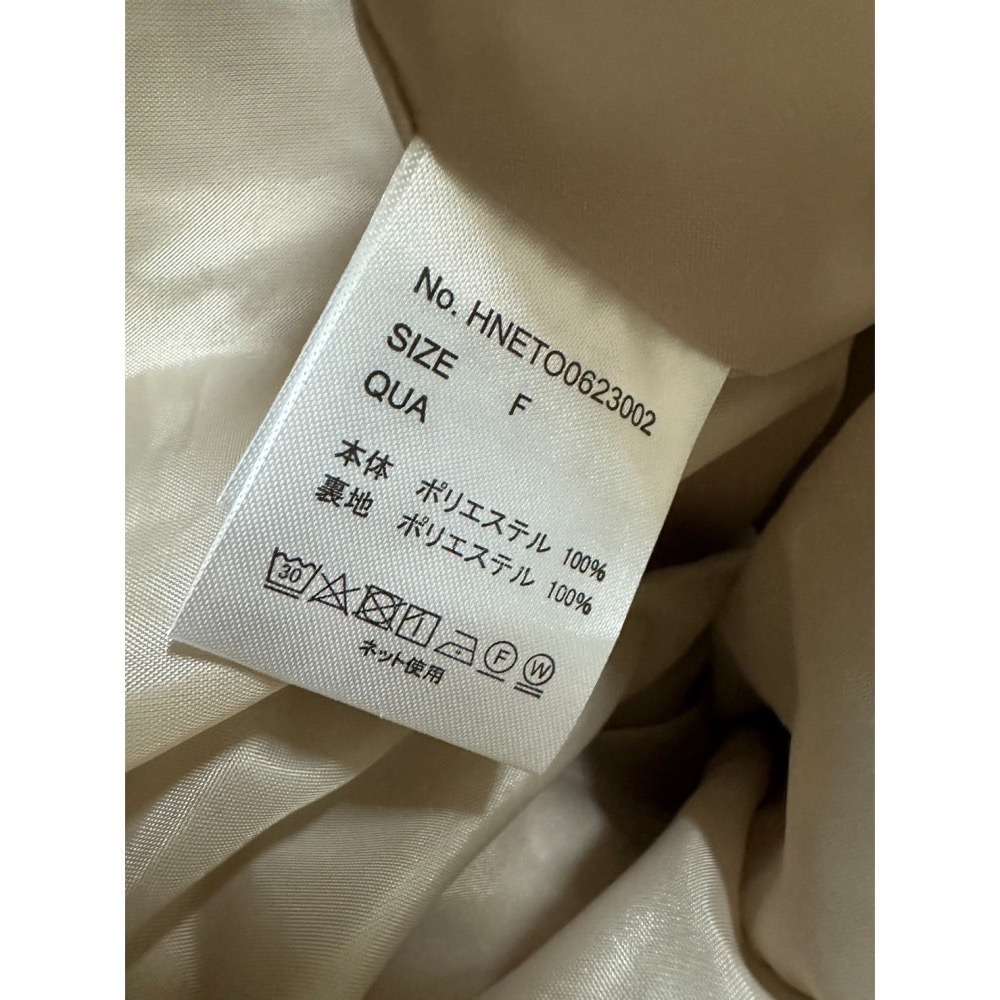 No. HNETO0623002
SIZE F
QUA
本体 ポリエステル 100%
裏地 ポリエステル 100%
30 F W
ネット使用